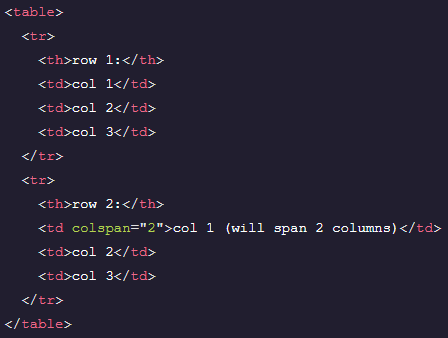 <table>
  <tr>
    <th>row 1:</th>
    <td>col 1</td>
    <td>col 2</td>
    <td>col 3</td>
  </tr>
  <tr>
    <th>row 2:</th>
    <td colspan="2">col 1 (will span 2 columns)</td>
    <td>col 2</td>
    <td>col 3</td>
  </tr>
</table>